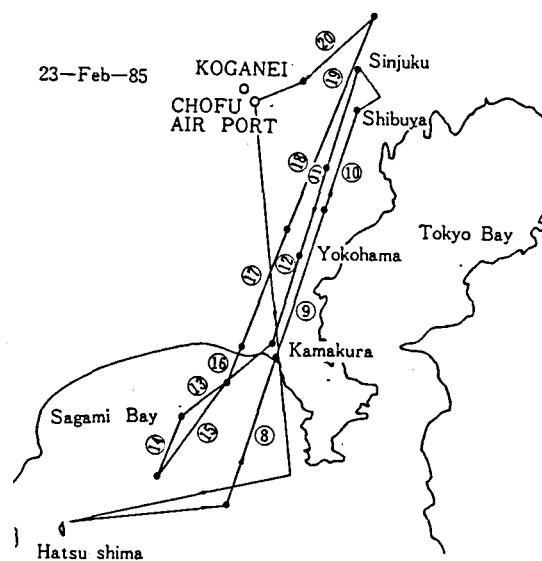 23-Feb-85
⑳
KOGANEI
CHOFU
AIR PORT
⑲
Sinjuku
Shibuya
⑱
⑪
⑩
Tokyo Bay
Yokohama
⑫
⑰
⑨
Kamakura
⑯
⑬
Sagami Bay
⑮
⑧
⑭
Hatsu shima